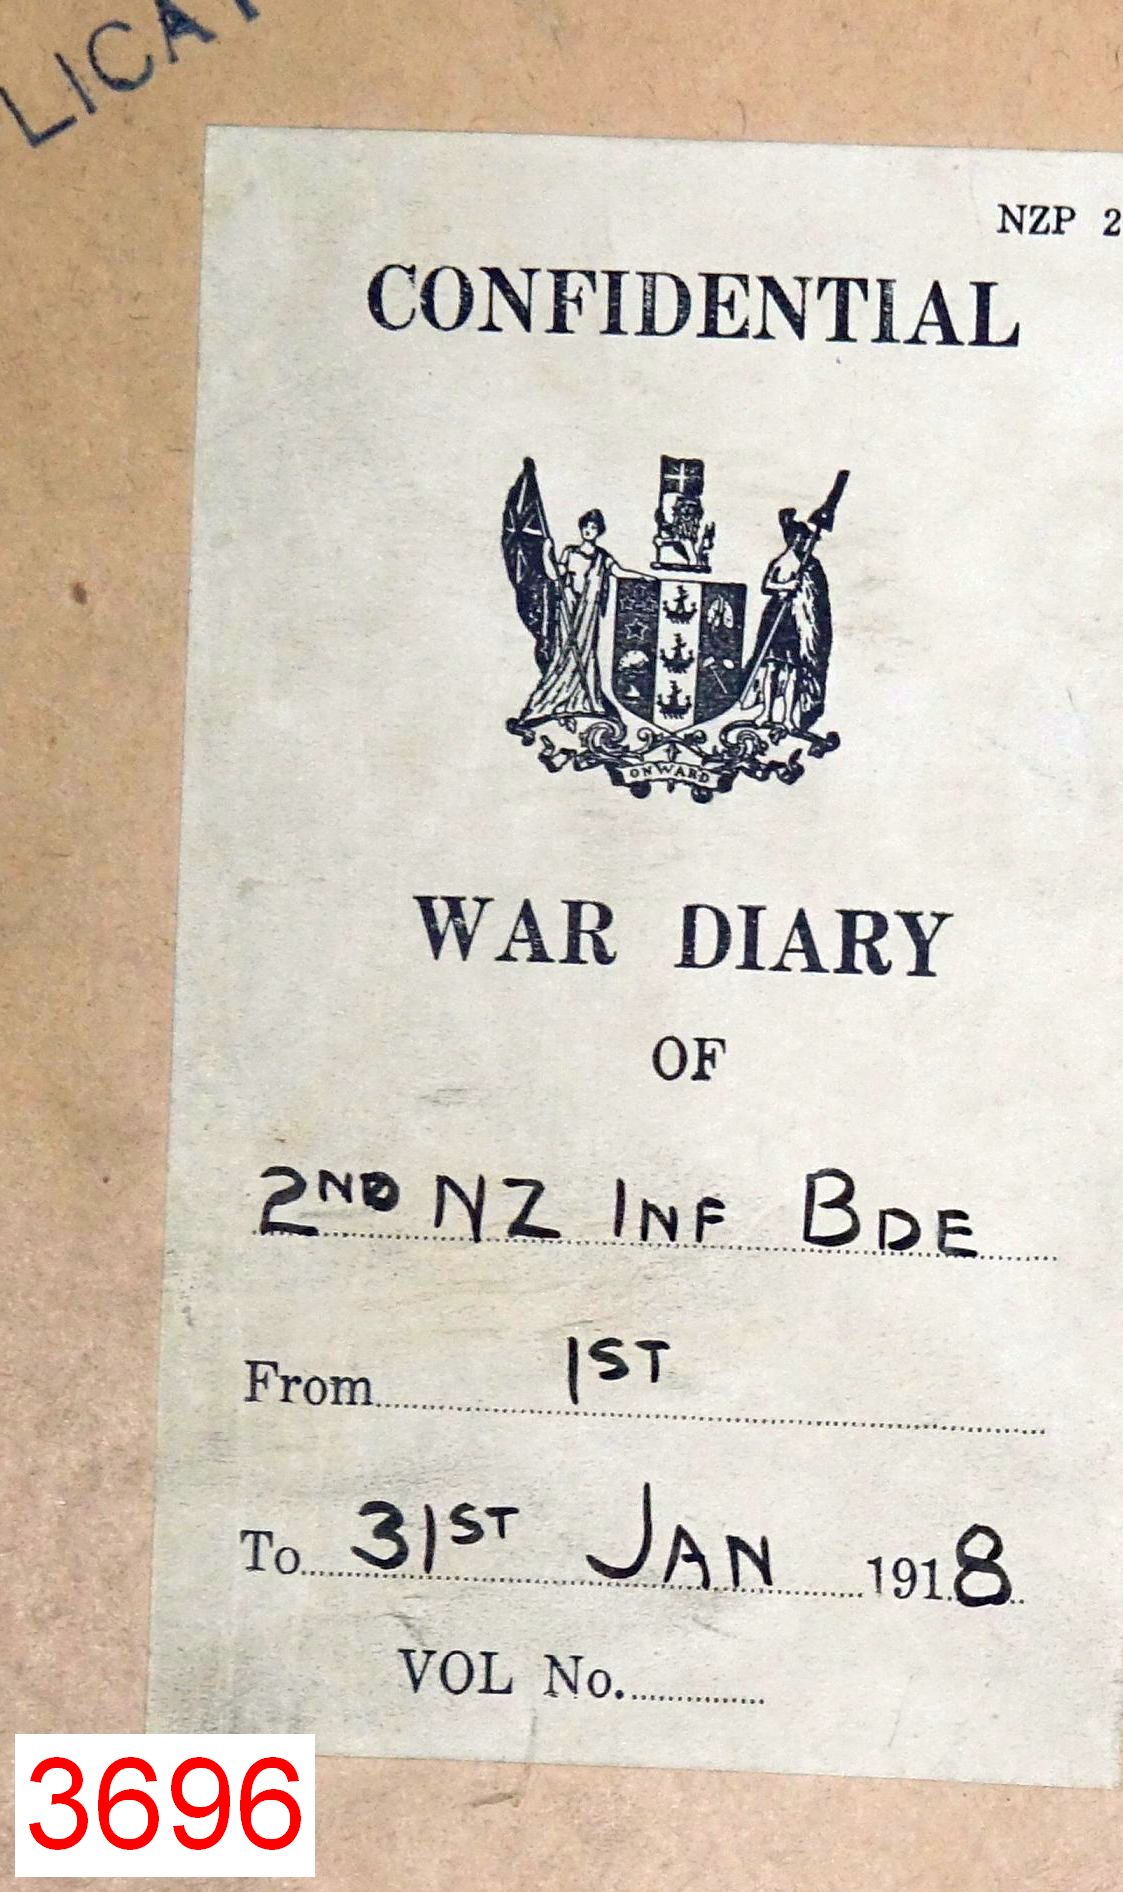 LICAT
NZP 2
CONFIDENTIAL
ONWARD
WAR DIARY
OF
2ND NZ INF BDE
From 1ST
To 31ST JAN 1918
VOL No.
3696